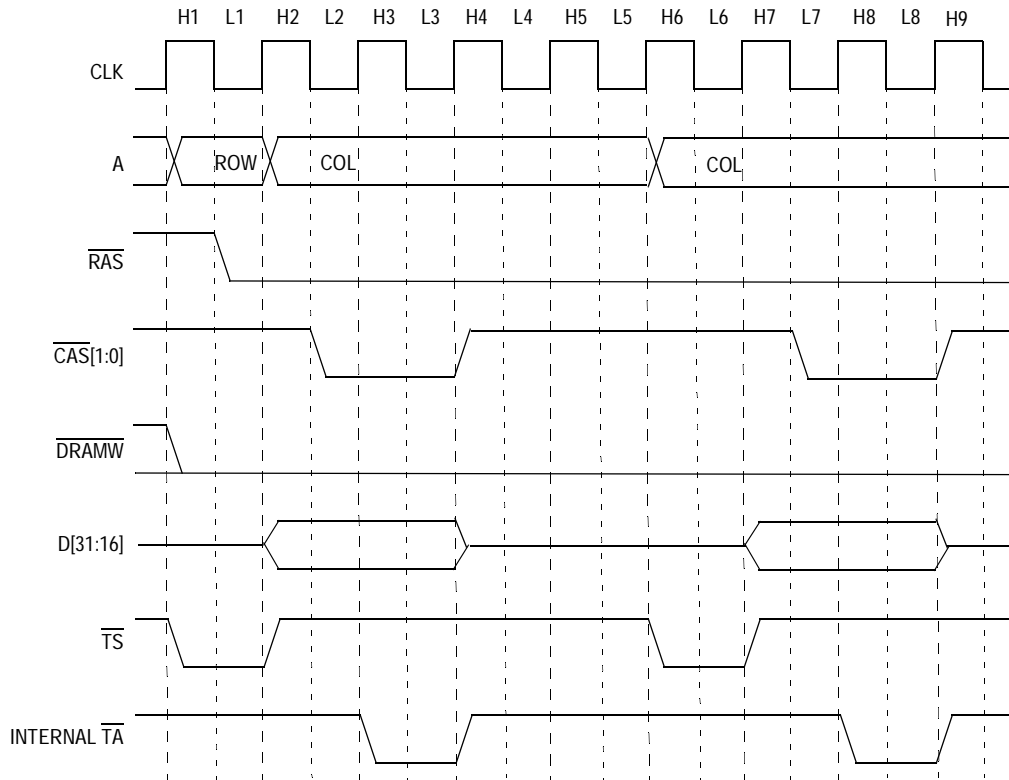 H1 L1 H2 L2 H3 L3 H4 L4 H5 L5 H6 L6 H7 L7 H8 L8 H9
CLK
A ROW COL COL
RAS
CAS[1:0]
DRAMW
D[31:16]
TS
INTERNAL TA